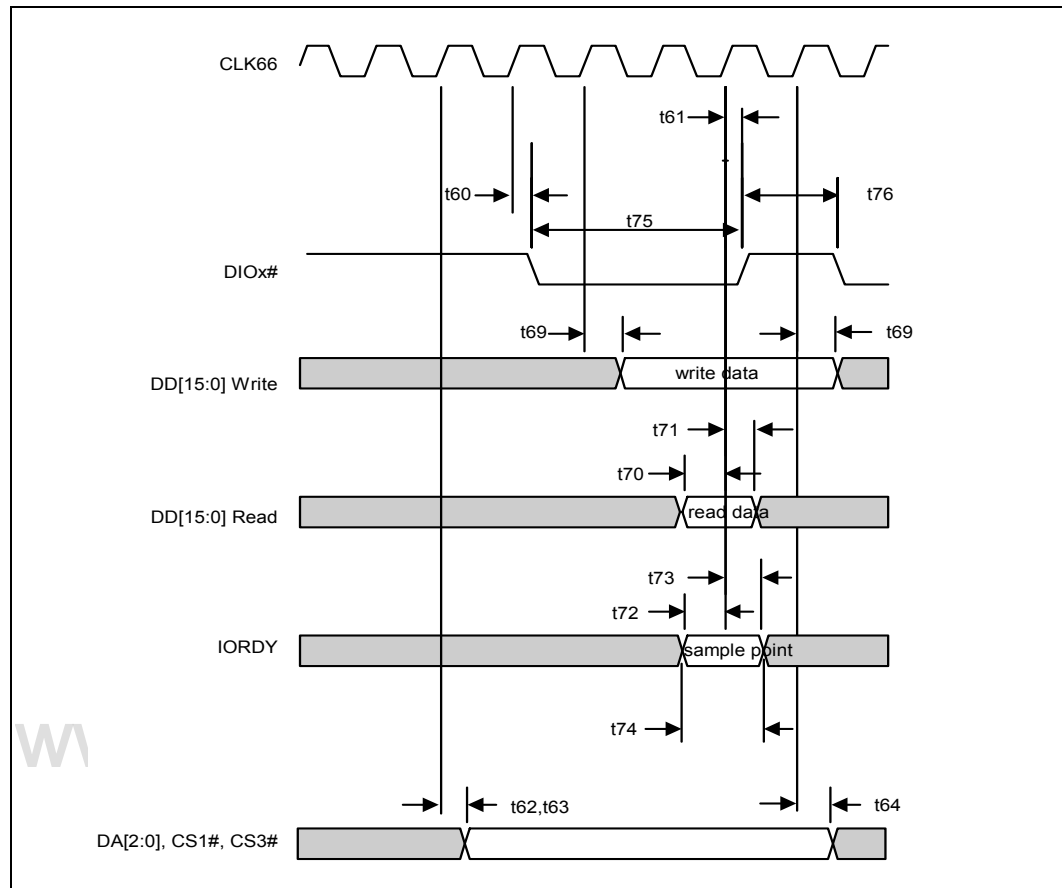 CLK66
t61
t60
t76
t75
DIOx#
t69
t69
DD[15:0] Write
write data
t71
t70
DD[15:0] Read
read data
t73
t72
IORDY
sample point
t74
t62,t63
t64
DA[2:0], CS1#, CS3#